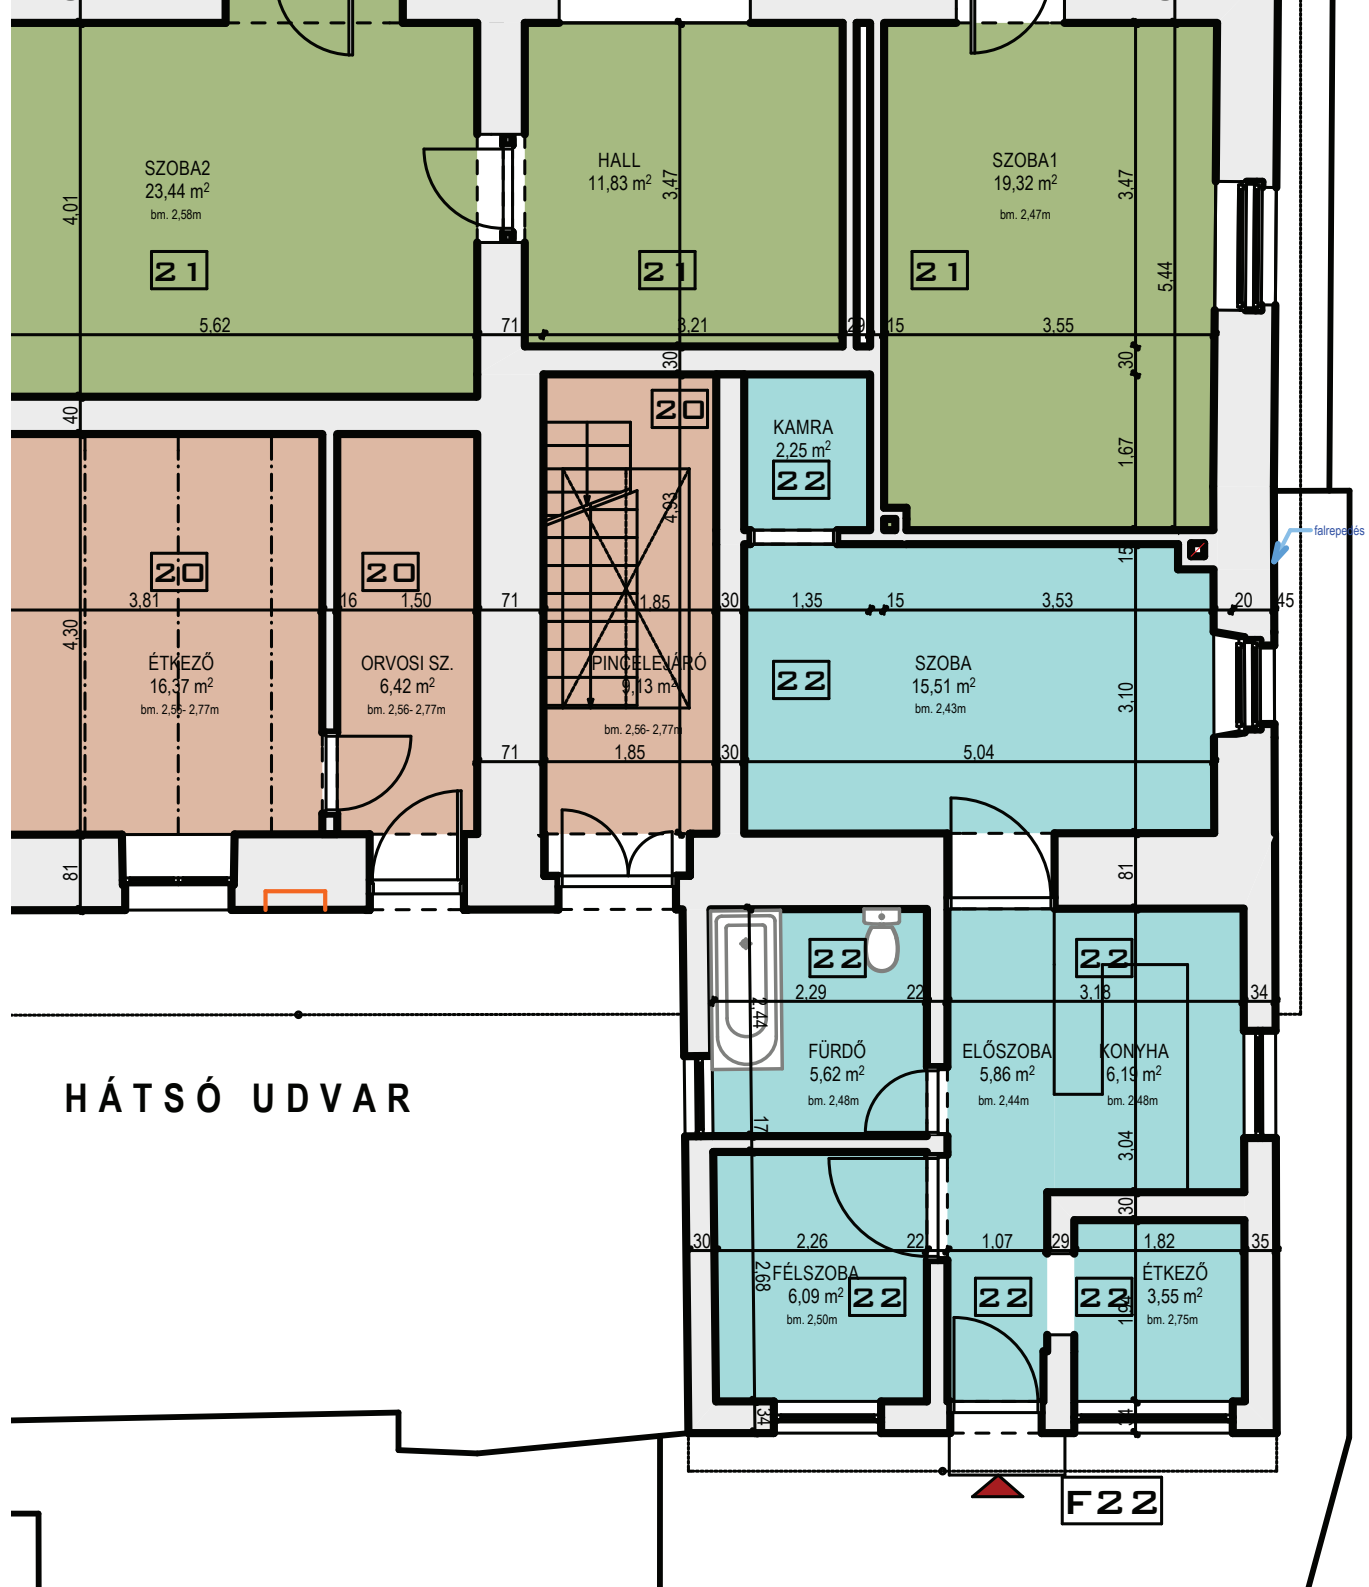 SZOBA2
23,44 m²
bm. 2,58m
21
4,01
5,62
71
HALL
11,83 m²
3,47
21
3,21
29
15
30
SZOBA1
19,32 m²
bm. 2,47m
3,47
21
5,44
3,55
30
1,67
40
20
KAMRA
2,25 m²
22
4,93
falrepedés
20
20
3,81
16
1,50
71
1,85
30
1,35
15
3,53
15
20
45
4,30
ÉTKEZŐ
16,37 m²
bm. 2,56- 2,77m
ORVOSI SZ.
6,42 m²
bm. 2,56- 2,77m
PINCELEJÁRÓ
9,13 m²
bm. 2,56- 2,77m
22
SZOBA
15,51 m²
bm. 2,43m
3,10
71
1,85
30
5,04
81
81
22
22
2,29
22
3,18
34
2,44
FÜRDŐ
5,62 m²
bm. 2,48m
ELŐSZOBA
5,86 m²
bm. 2,44m
KONYHA
6,19 m²
bm. 2,48m
HÁTSÓ UDVAR
17
3,04
30
30
2,26
22
1,07
29
1,82
35
2,68
FÉLSZOBA
6,09 m²
bm. 2,50m
22
22
22
ÉTKEZŐ
3,55 m²
bm. 2,75m
1,94
34
34
F22